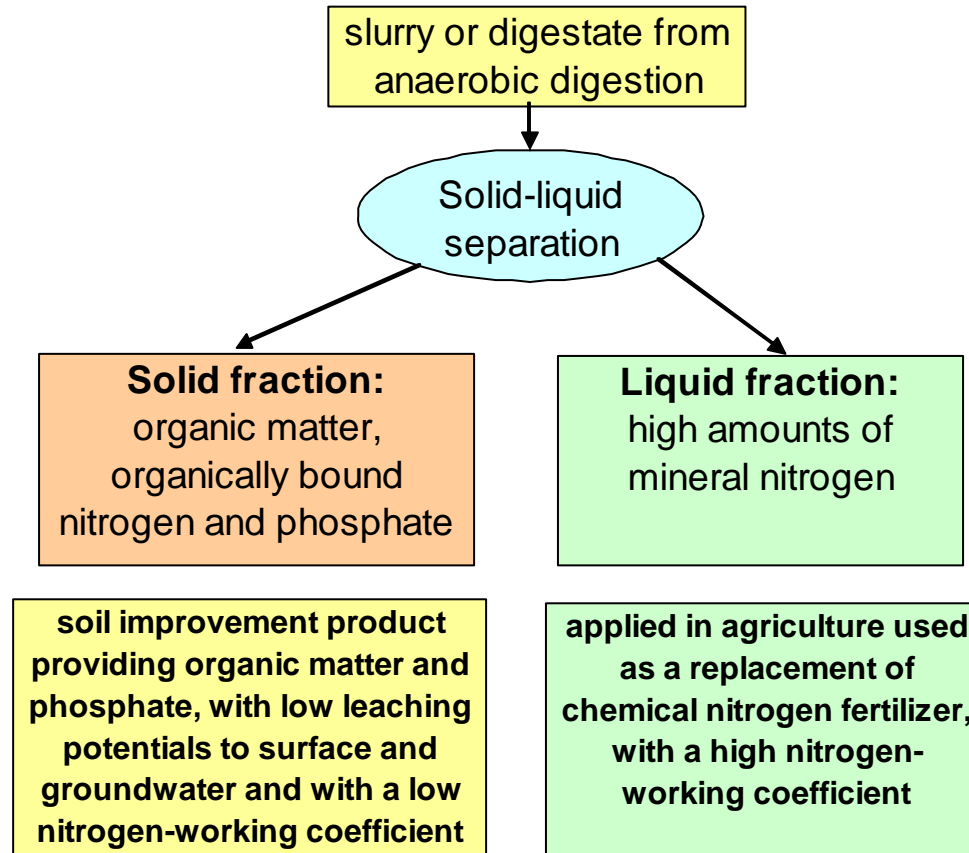 slurry or digestate from
anaerobic digestion
Solid-liquid
separation
Solid fraction:
organic matter,
organically bound
nitrogen and phosphate
Liquid fraction:
high amounts of
mineral nitrogen
soil improvement product
providing organic matter and
phosphate, with low leaching
potentials to surface and
groundwater and with a low
nitrogen-working coefficient
applied in agriculture used
as a replacement of
chemical nitrogen fertilizer,
with a high nitrogen-
working coefficient